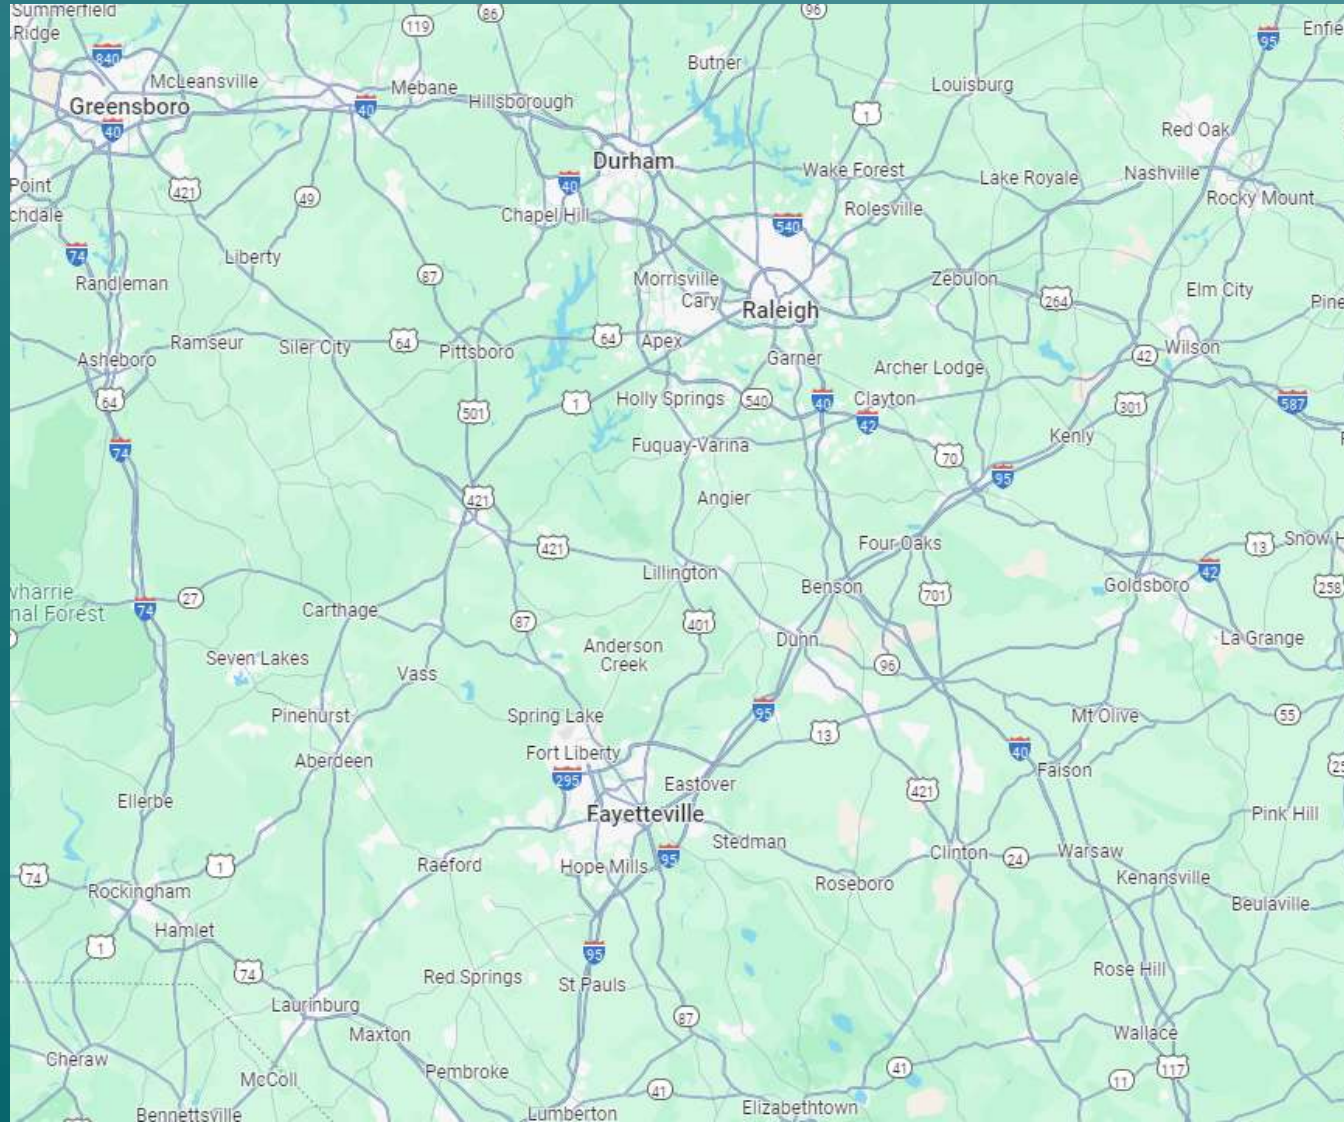 Summerfield
Ridge
119
86
96
95
840
McLeansville
Mebane
Butner
Louisburg
Greensboro
40
40
Hillsborough
1
Red Oak
Durham
Point
421
49
40
Wake Forest
Lake Royale
Nashville
Rocky Mount
Chapel Hill
Rolesville
540
74
Liberty
87
Randleman
Morrisville
Cary
Zebulon
264
Elm City
Raleigh
Ramseur
Siler City
64
Pittsboro
64
Apex
Garner
Archer Lodge
42
Wilson
Asheboro
64
501
1
Holly Springs
540
40
Clayton
42
301
587
74
Fuquay-Varina
70
Kenly
95
421
Angier
421
Four Oaks
13
Lillington
Benson
701
Goldsboro
42
258
74
27
Carthage
87
401
Anderson
Creek
Dunn
96
La Grange
Seven Lakes
Vass
95
Pinehurst
Spring Lake
13
Mt Olive
55
Aberdeen
Fort Liberty
295
Eastover
40
Faison
421
Ellerbe
Fayetteville
Stedman
Pink Hill
74
1
Raeford
Hope Mills
95
Roseboro
Clinton
24
Warsaw
Kenansville
Rockingham
Beulaville
Hamlet
1
74
95
Red Springs
St Pauls
Rose Hill
Laurinburg
87
Maxton
Wallace
Cheraw
McColl
Pembroke
41
41
11
117
Bennettsville
Lumberton
Elizabethtown